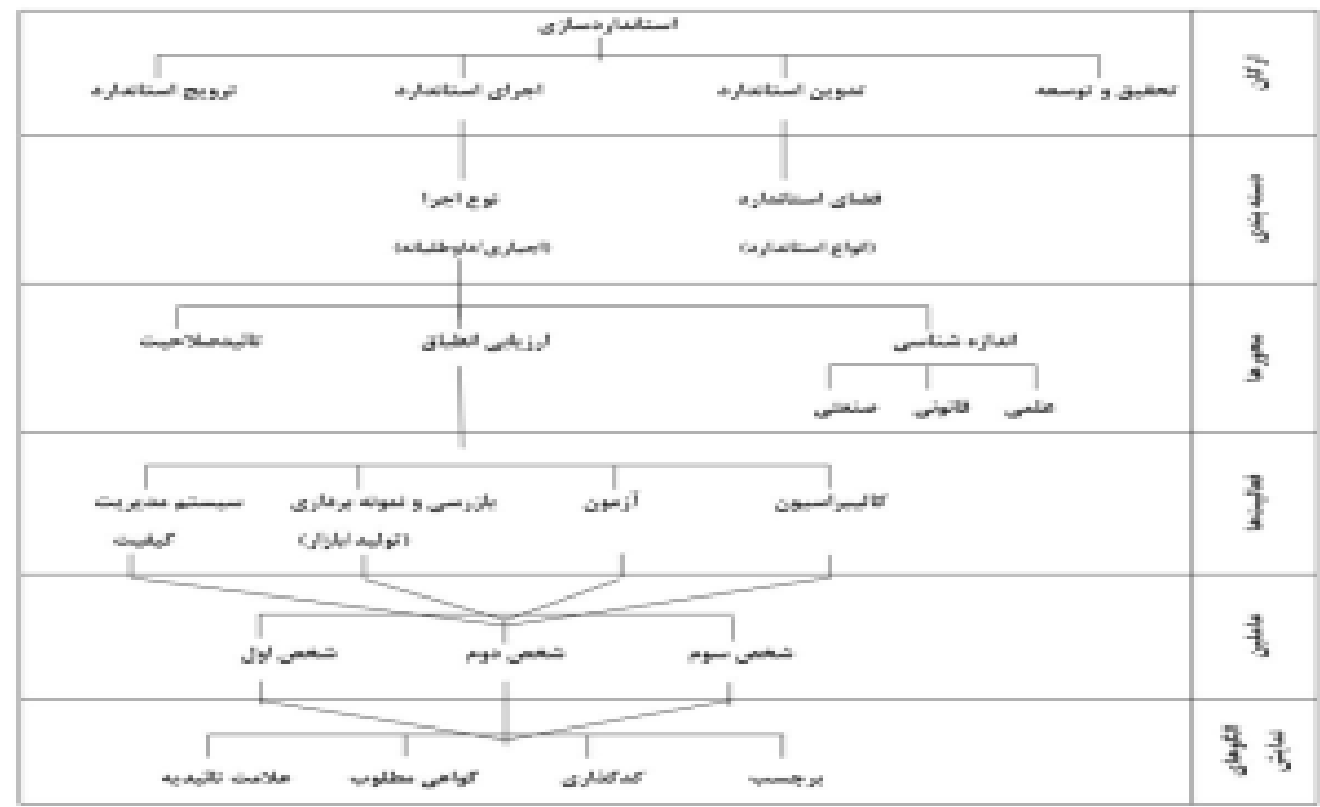 استانداردسازی
ارکان
تحقیق و توسعه
تدوین استاندارد
اجرای استاندارد
ترویج استاندارد
دسته بندی
فضای استاندارد
نوع اجرا
(انواع استاندارد)
(اجباری/داوطلبانه)
محورها
اندازه شناسی
ارزیابی انطباق
تائیدصلاحیت
علمی
قانونی
صنعتی
فعالیتها
کالیبراسیون
آزمون
بازرسی و نمونه برداری
سیستم مدیریت
(تولید ابزار)
کیفیت
عاملین
شخص سوم
شخص دوم
شخص اول
الگوهای
نمایش
برچسب
کدگذاری
گواهی مطلوب
علامت تائیدیه